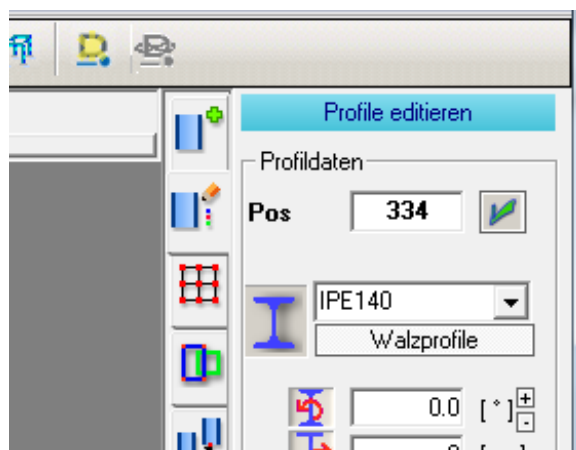 Profile editieren
Profildaten
Pos 334
IPE140
Walzprofile
0.0 [°] + -